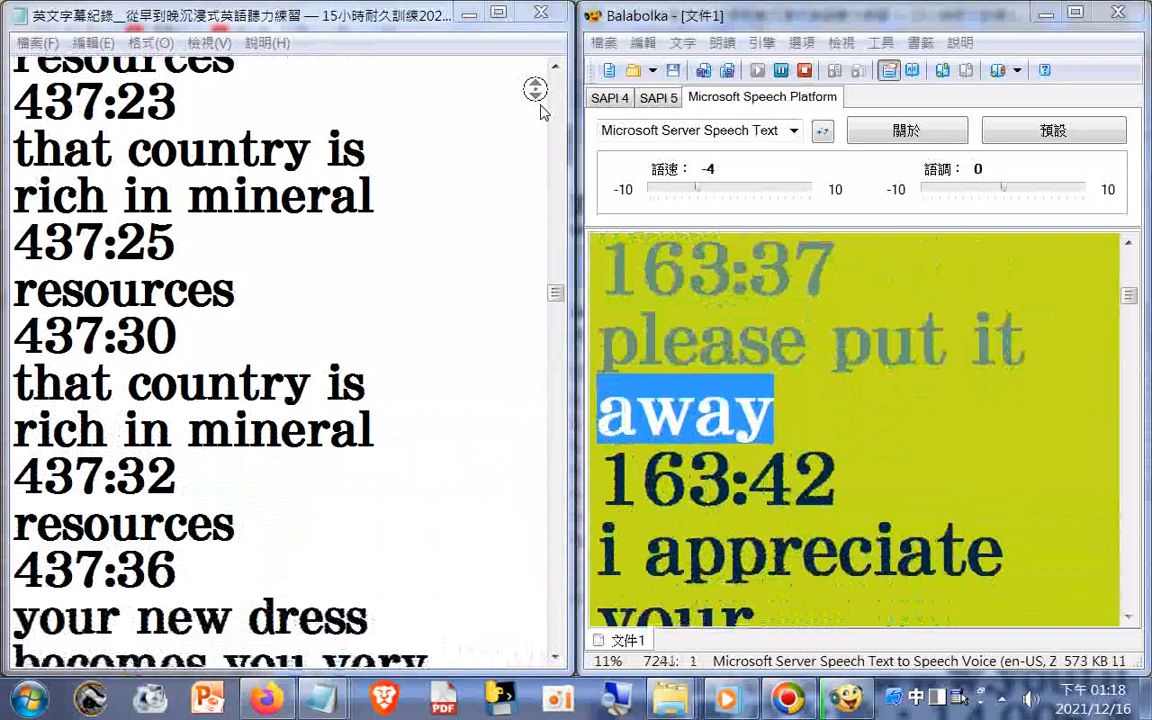 英文字幕紀錄__從早到晚沉浸式英語聽力練習 — 15小時耐久訓練202...
檔案(F) 編輯(E) 格式(O) 檢視(V) 說明(H)
resources
437:23
that country is
rich in mineral
437:25
resources
437:30
that country is
rich in mineral
437:32
resources
437:36
your new dress
becomes you very
Balabolka - [文件1]
檔案 編輯 文字 朗讀 引擎 選項 檢視 工具 書籤 說明
SAPI 4 SAPI 5 Microsoft Speech Platform
Microsoft Server Speech Text 關於 預設
語速： -4 語調： 0
-10 10 -10 10
163:37
please put it
away
163:42
i appreciate
your
文件1
11% 7241: 1 Microsoft Server Speech Text to Speech Voice (en-US, Z 573 KB 11
中 下午 01:18
2021/12/16